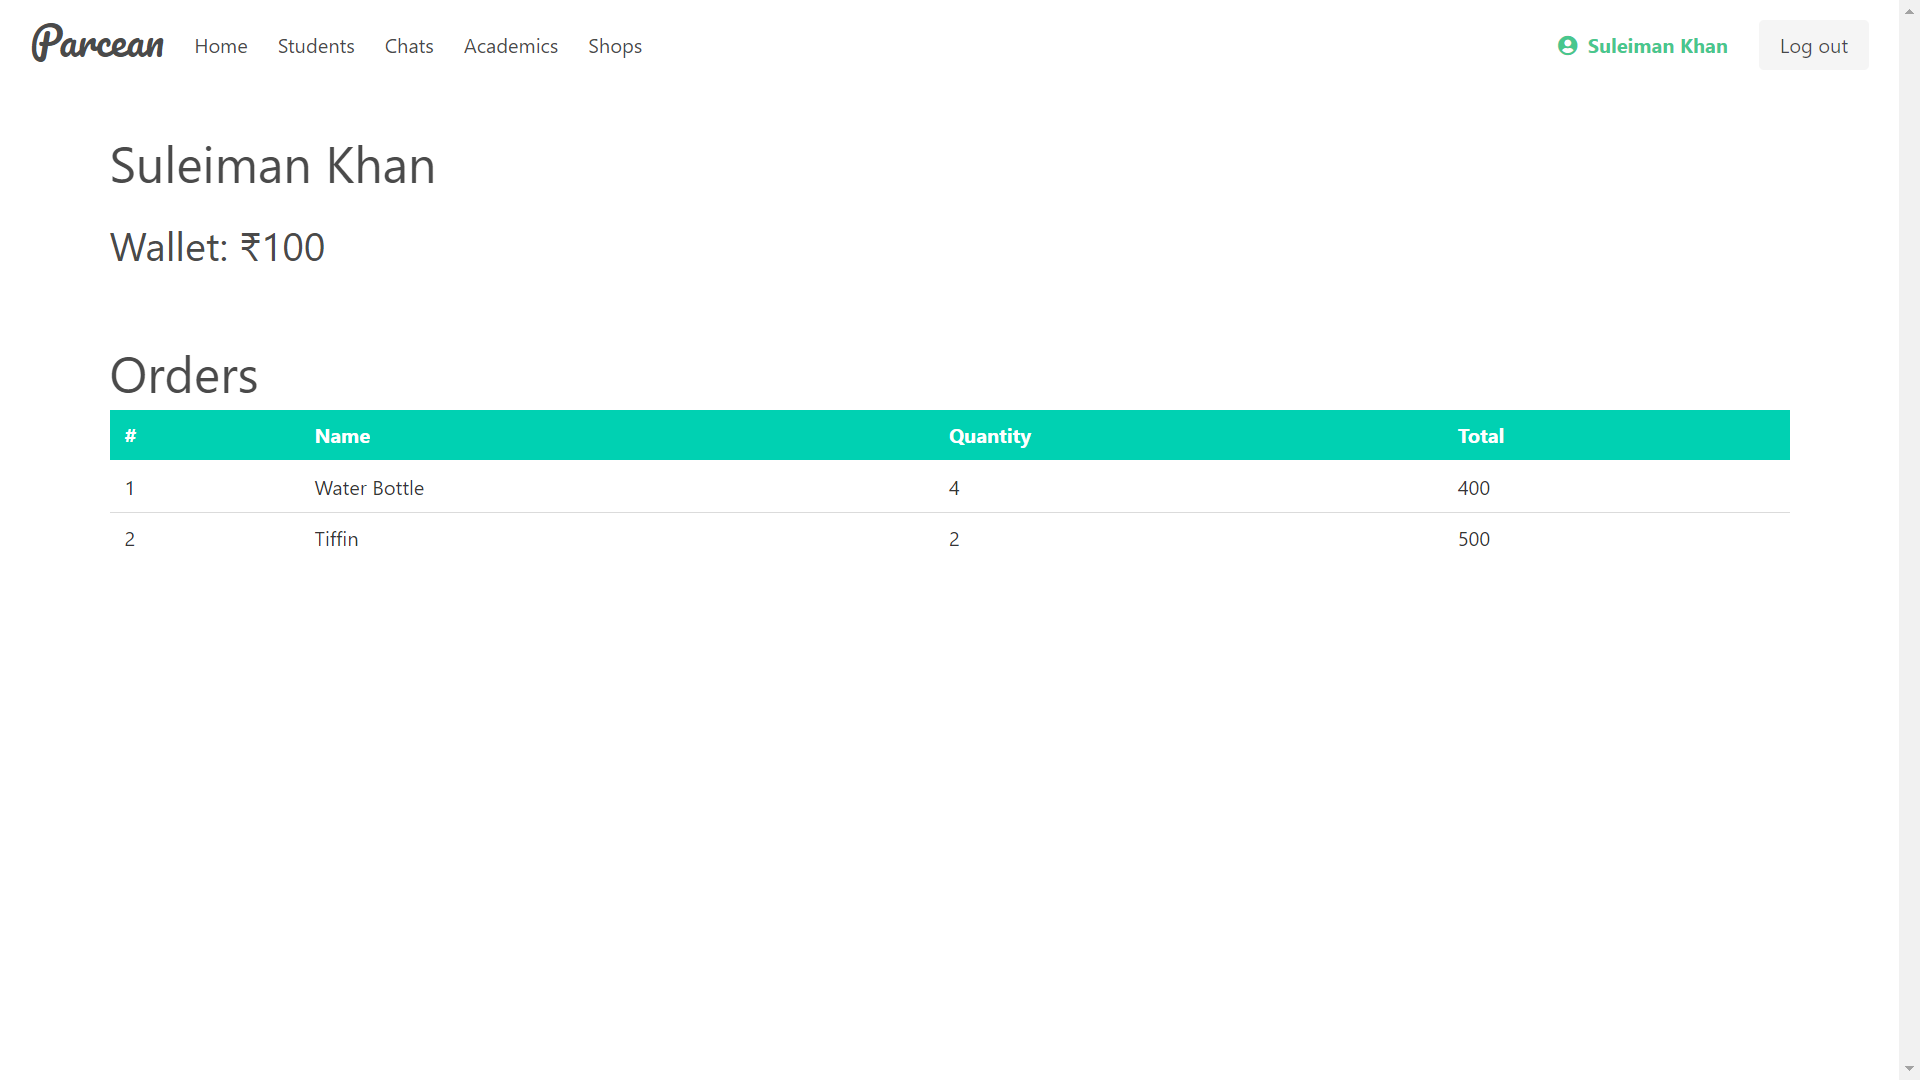 Parcean Home Students Chats Academics Shops Suleiman Khan Log out
Suleiman Khan
Wallet: ₹100
Orders
# Name Quantity Total
1 Water Bottle 4 400
2 Tiffin 2 500